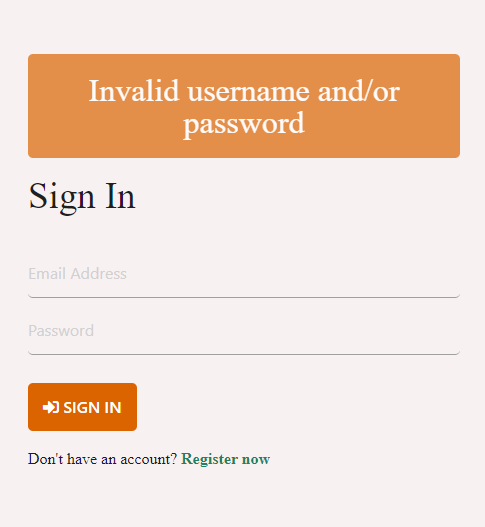 Invalid username and/or
password
Sign In
Email Address
Password
SIGN IN
Don't have an account? Register now